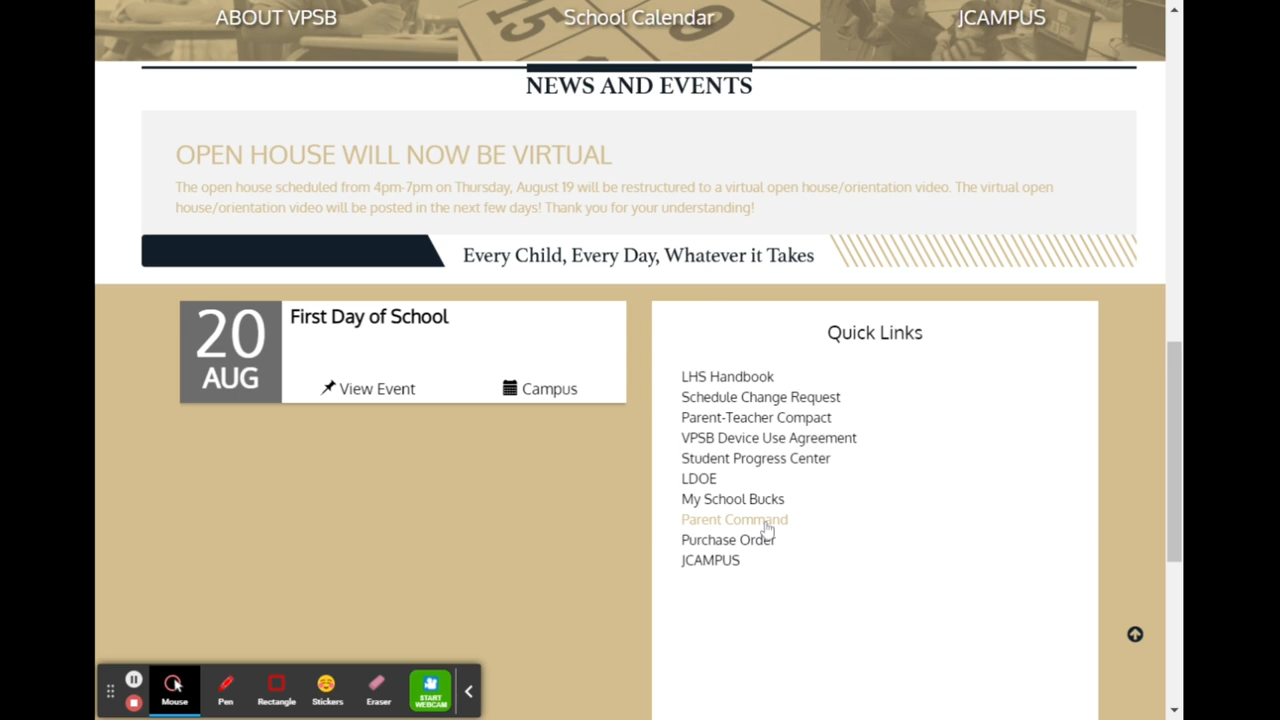 ABOUT VPSB
School Calendar
JCAMPUS
15
NEWS AND EVENTS
OPEN HOUSE WILL NOW BE VIRTUAL
The open house scheduled from 4pm-7pm on Thursday, August 19 will be restructured to a virtual open house/orientation video. The virtual open
house/orientation video will be posted in the next few days! Thank you for your understanding!
Every Child, Every Day, Whatever it Takes
20
AUG
First Day of School
View Event
Campus
Quick Links
LHS Handbook
Schedule Change Request
Parent-Teacher Compact
VPSB Device Use Agreement
Student Progress Center
LDOE
My School Bucks
Parent Command
Purchase Order
JCAMPUS
Mouse
Pen
Rectangle
Stickers
Eraser
START
WEBCAM